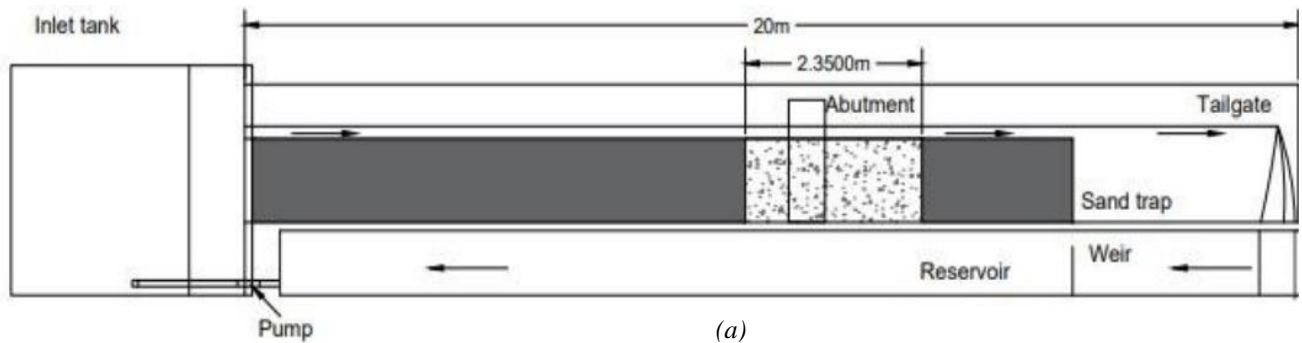 Inlet tank
20m
2.3500m
Abutment
Tailgate
Sand trap
Weir
Reservoir
Pump
(a)